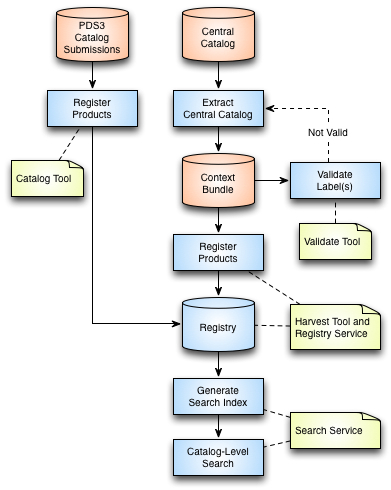 PDS3
Catalog
Submissions
Central
Catalog
Register
Products
Extract
Central Catalog
Not Valid
Catalog Tool
Context
Bundle
Validate
Label(s)
Validate Tool
Register
Products
Registry
Harvest Tool and
Registry Service
Generate
Search Index
Search Service
Catalog-Level
Search